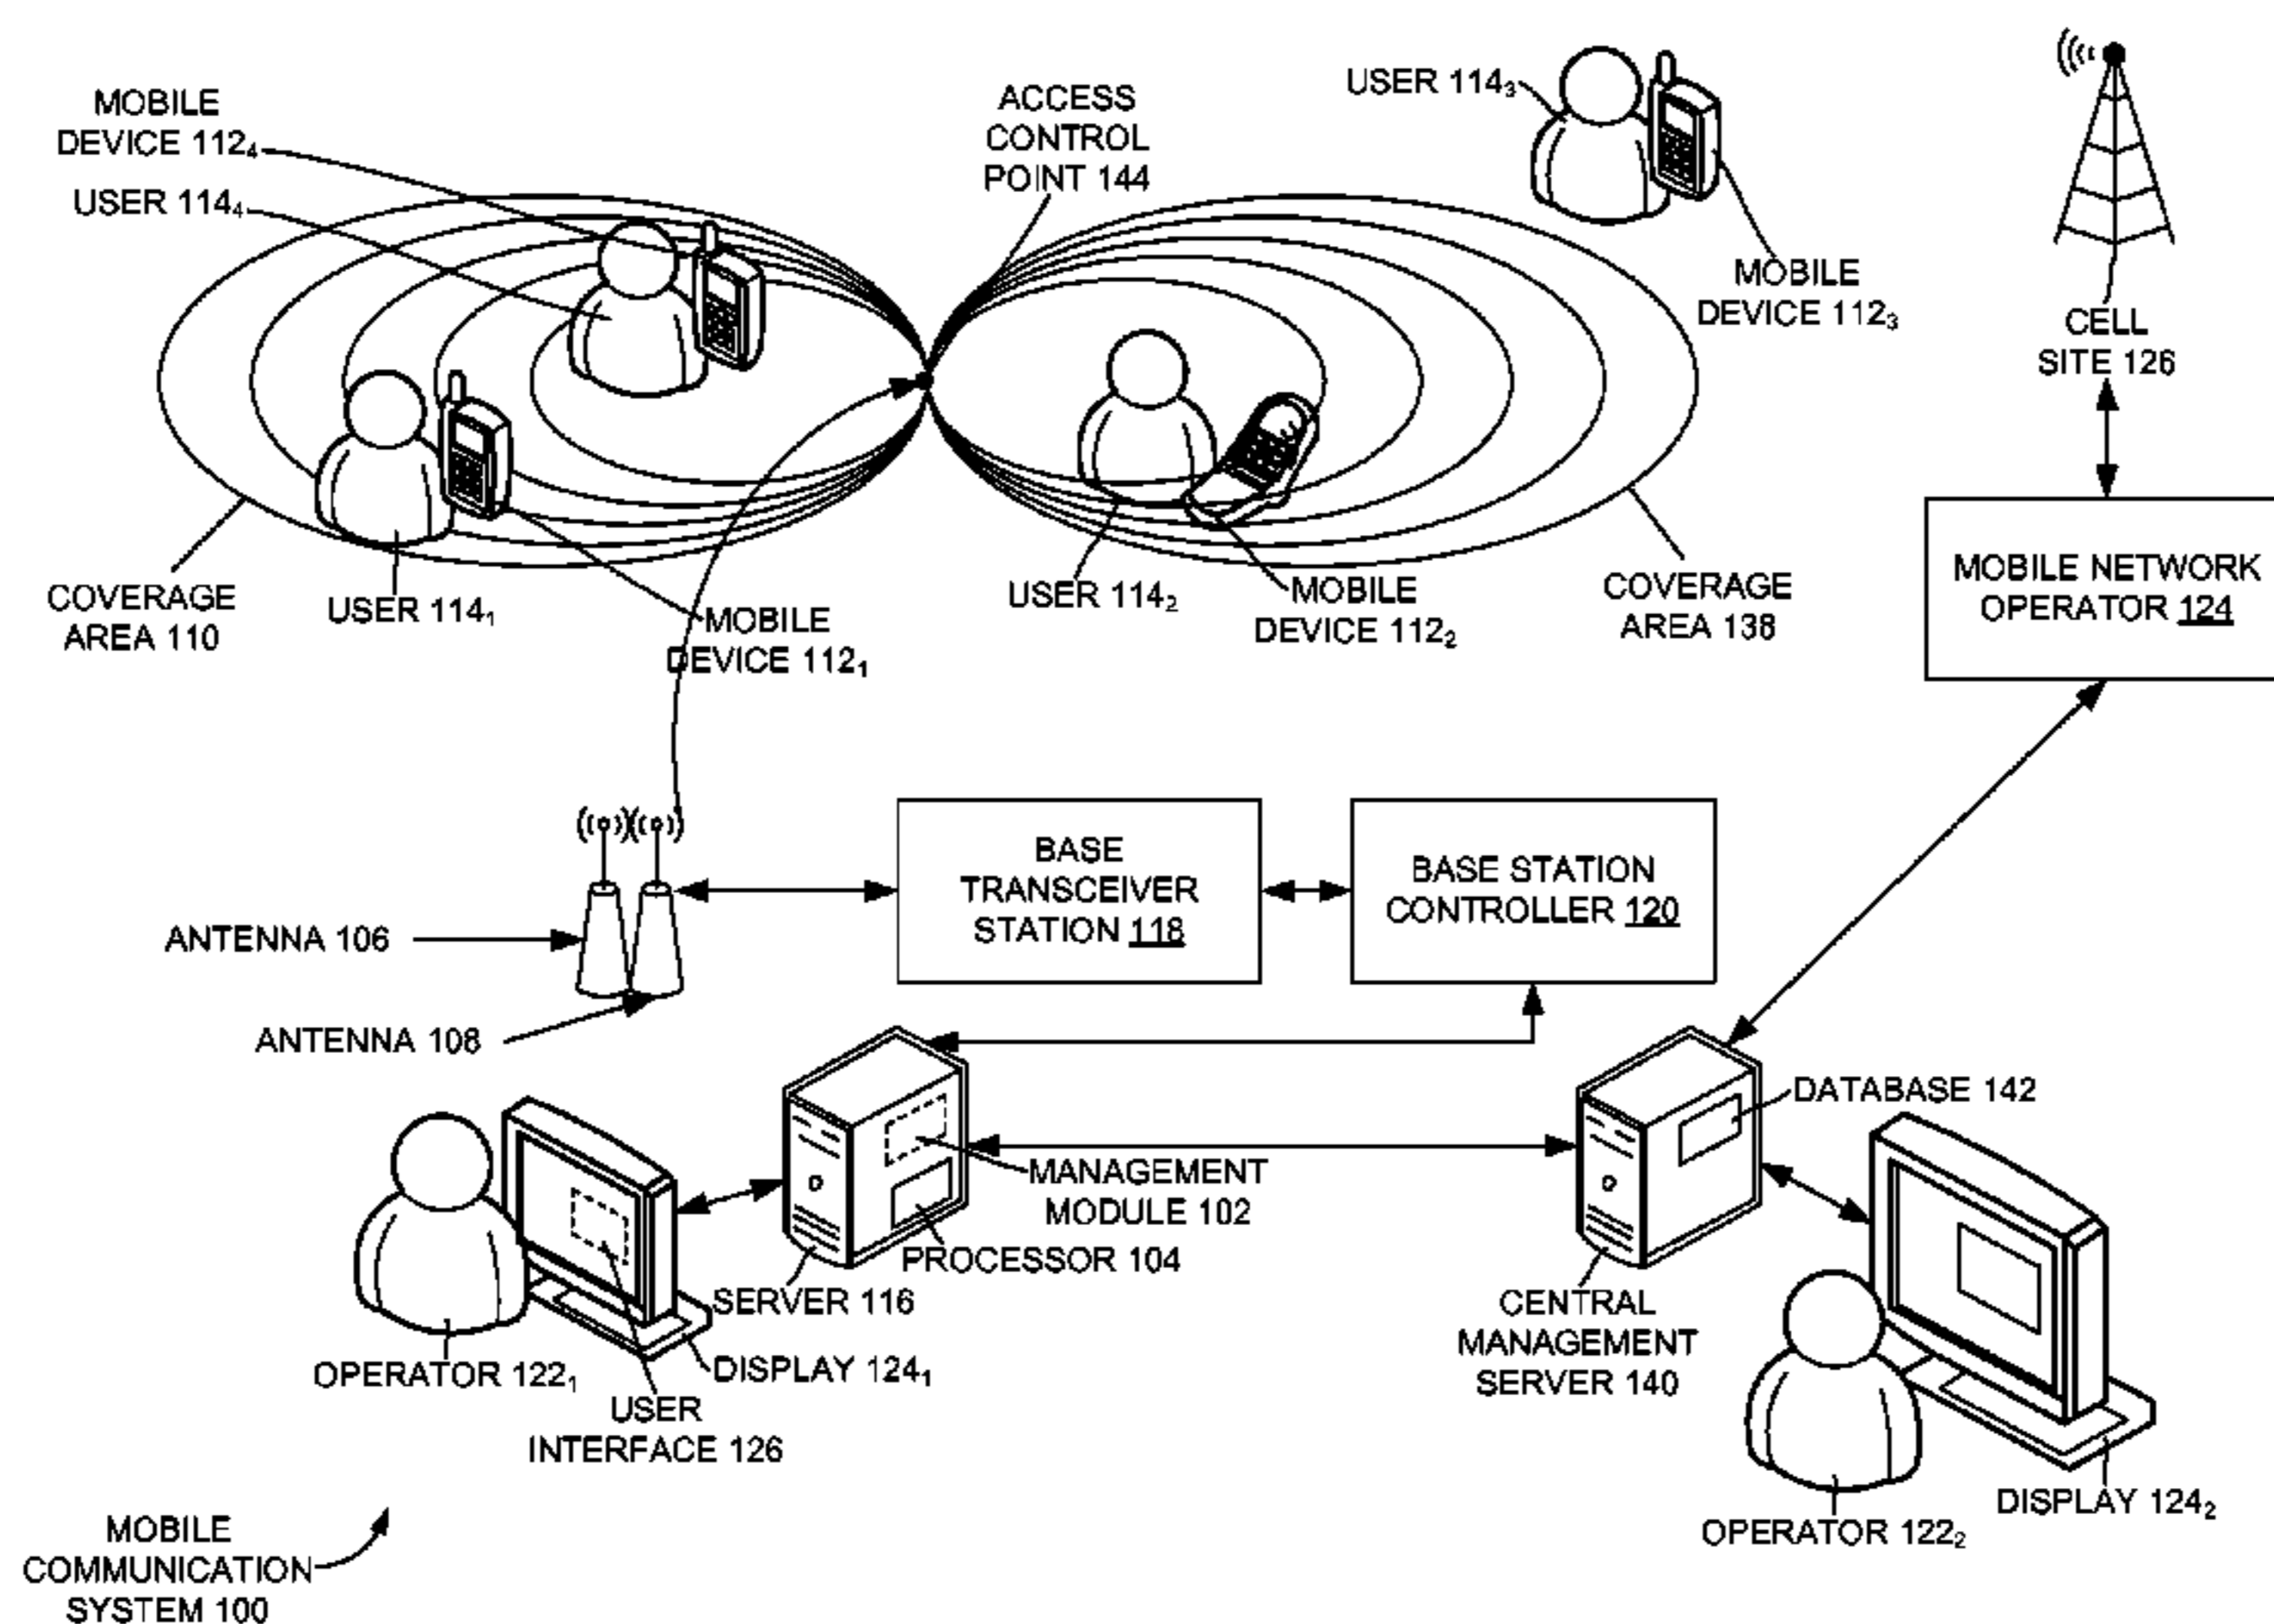 MOBILE
DEVICE 112₄
USER 114₄
ACCESS
CONTROL
POINT 144
USER 114₃
MOBILE
DEVICE 112₃
CELL
SITE 126
COVERAGE
AREA 110
USER 114₁
MOBILE
DEVICE 112₁
USER 114₂
MOBILE
DEVICE 112₂
COVERAGE
AREA 138
MOBILE NETWORK
OPERATOR 124
BASE
TRANSCEIVER
STATION 118
BASE STATION
CONTROLLER 120
ANTENNA 106
ANTENNA 108
DATABASE 142
MANAGEMENT
MODULE 102
PROCESSOR 104
SERVER 116
CENTRAL
MANAGEMENT
SERVER 140
OPERATOR 122₁
DISPLAY 124₁
USER
INTERFACE 126
DISPLAY 124₂
OPERATOR 122₂
MOBILE
COMMUNICATION
SYSTEM 100